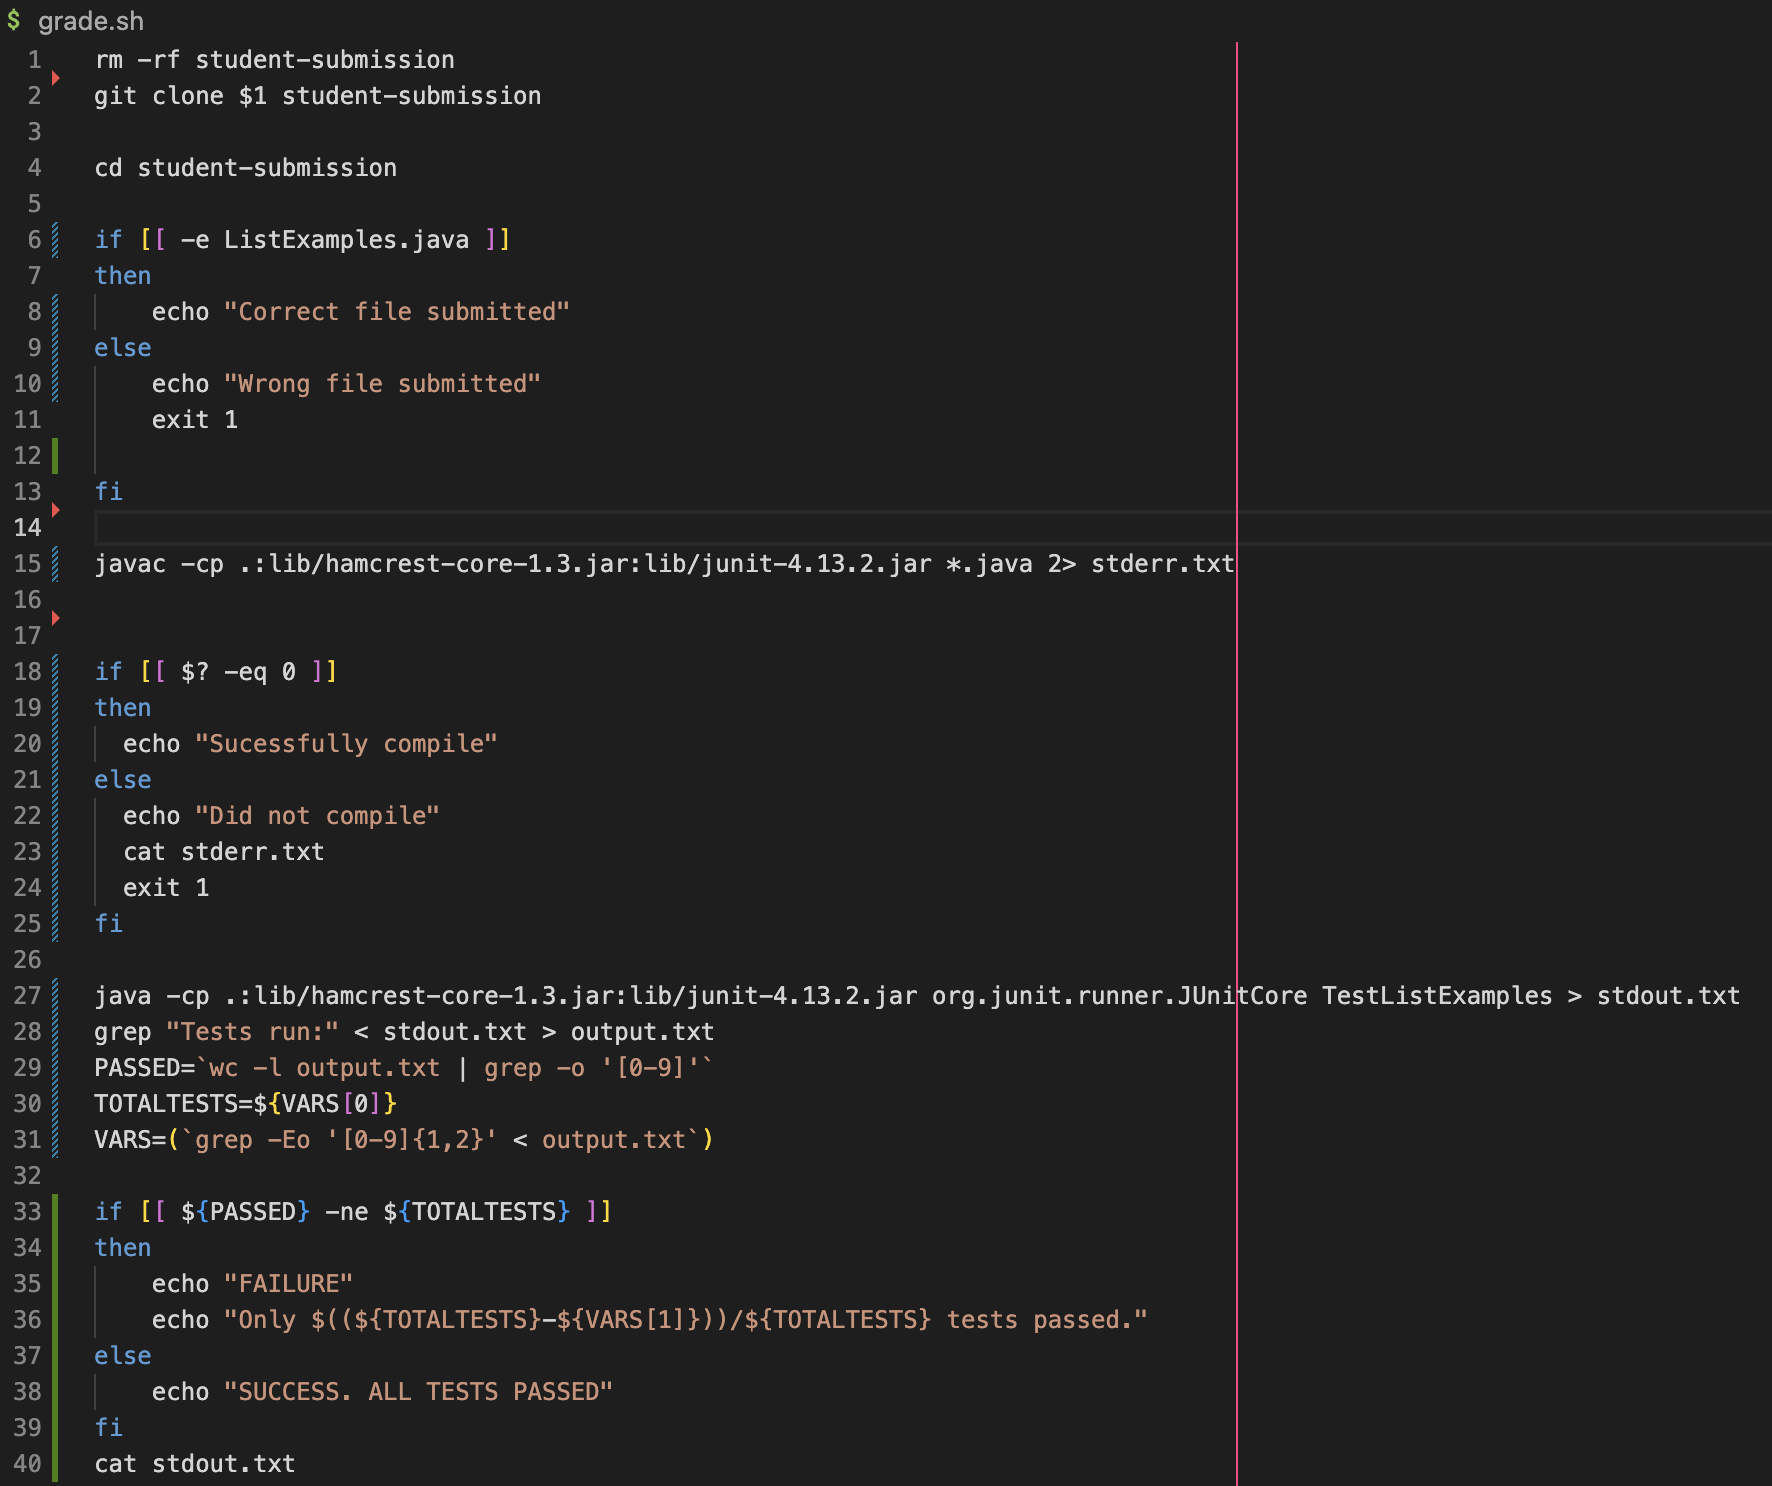 $ grade.sh
1 rm -rf student-submission
2 git clone $1 student-submission
3
4 cd student-submission
5
6 if [[ -e ListExamples.java ]]
7 then
8     echo "Correct file submitted"
9 else
10     echo "Wrong file submitted"
11     exit 1
12
13 fi
14
15 javac -cp .:lib/hamcrest-core-1.3.jar:lib/junit-4.13.2.jar *.java 2> stderr.txt
16
17
18 if [[ $? -eq 0 ]]
19 then
20   echo "Sucessfully compile"
21 else
22   echo "Did not compile"
23   cat stderr.txt
24   exit 1
25 fi
26
27 java -cp .:lib/hamcrest-core-1.3.jar:lib/junit-4.13.2.jar org.junit.runner.JUnitCore TestListExamples > stdout.txt
28 grep "Tests run:" < stdout.txt > output.txt
29 PASSED=`wc -l output.txt | grep -o '[0-9]'`
30 TOTALTESTS=${VARS[0]}
31 VARS=(`grep -Eo '[0-9]{1,2}' < output.txt`)
32
33 if [[ ${PASSED} -ne ${TOTALTESTS} ]]
34 then
35     echo "FAILURE"
36     echo "Only $((${TOTALTESTS}-${VARS[1]}))/${TOTALTESTS} tests passed."
37 else
38     echo "SUCCESS. ALL TESTS PASSED"
39 fi
40 cat stdout.txt